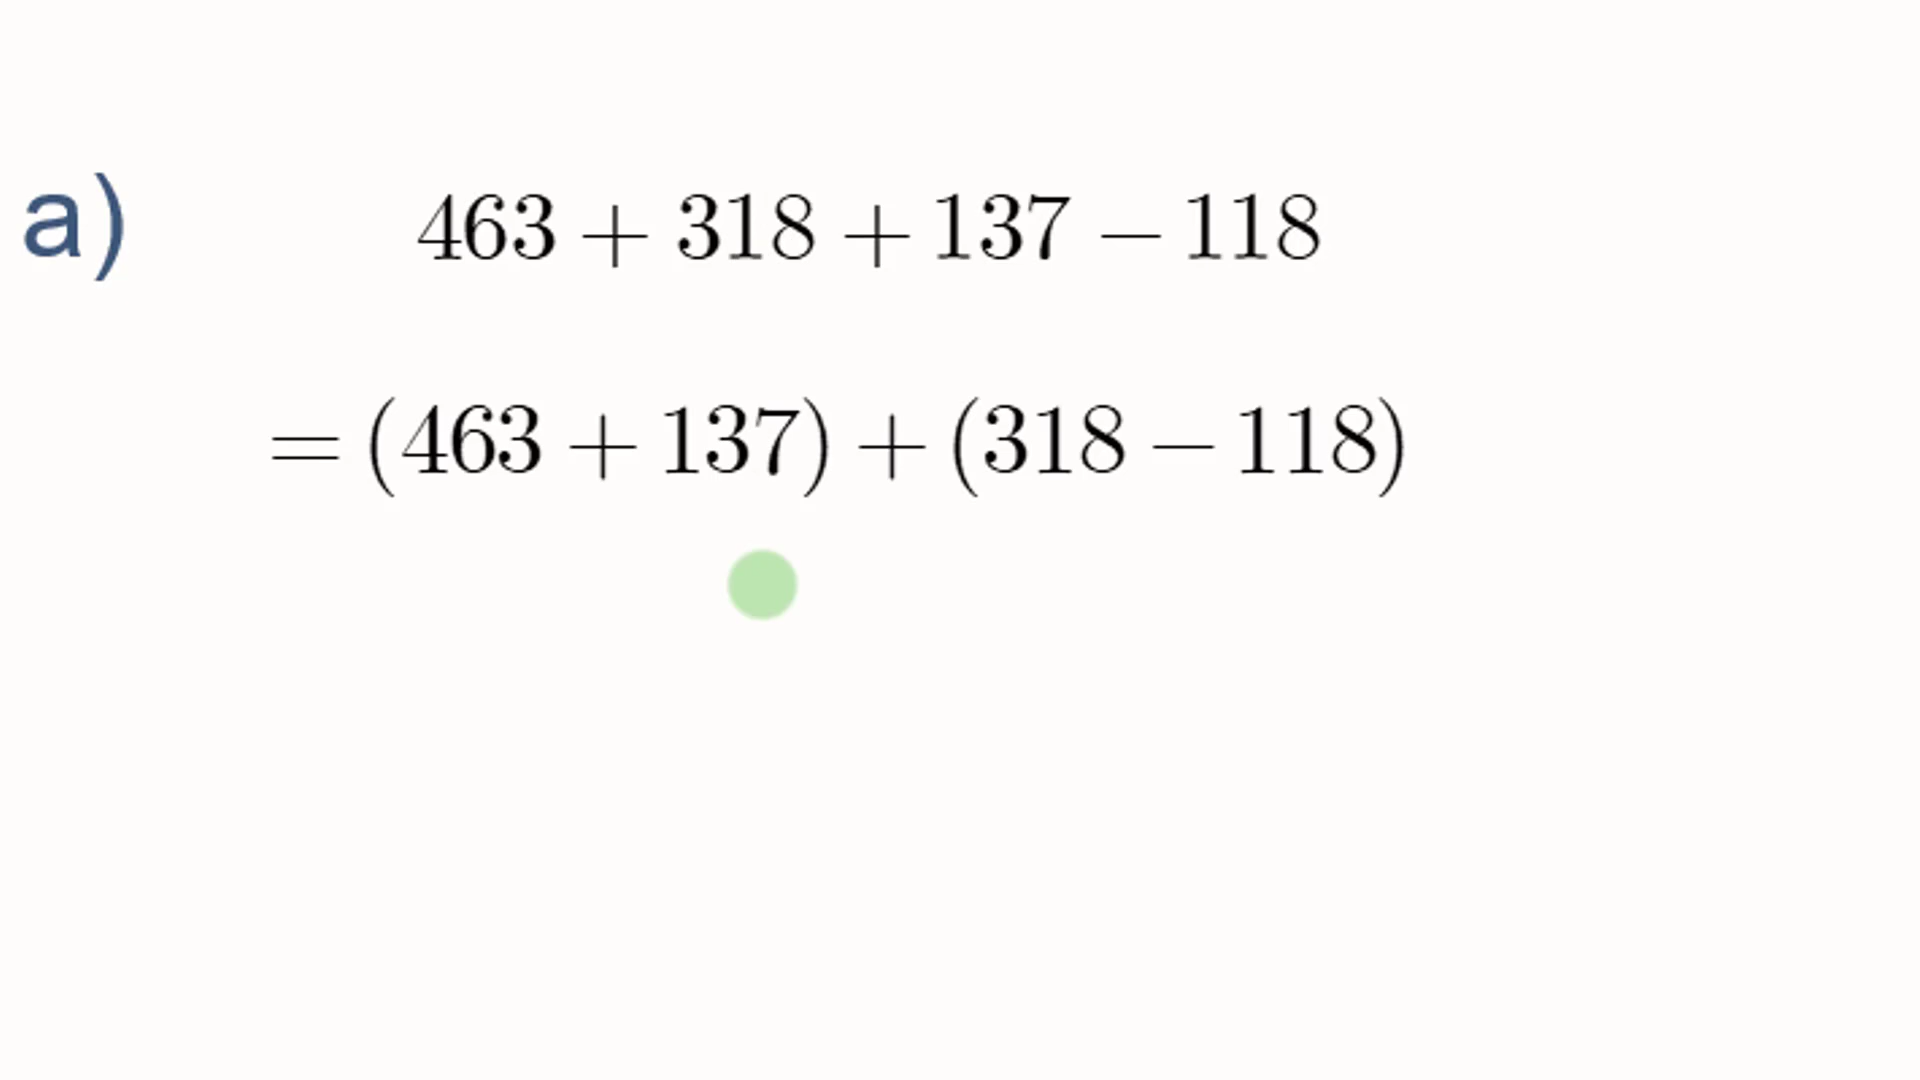 a) 463 + 318 + 137 − 118
= (463 + 137) + (318 − 118)